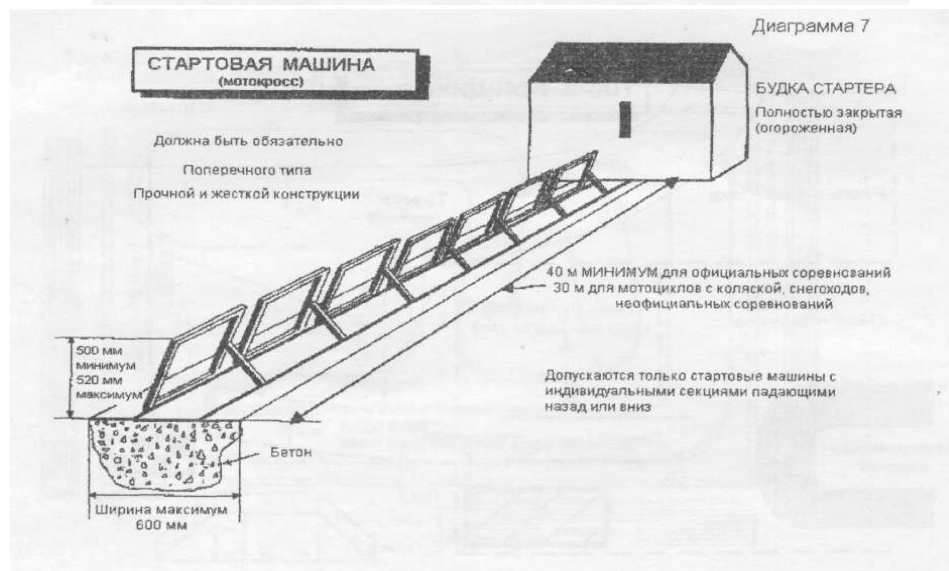 Диаграмма 7
СТАРТОВАЯ МАШИНА
(мотокросс)
БУДКА СТАРТЕРА
Полностью закрытая
(огороженная)
Должна быть обязательно
Поперечного типа
Прочной и жесткой конструкции
40 м МИНИМУМ для официальных соревнований
30 м для мотоциклов с коляской, снегоходов,
неофициальных соревнований
500 мм
минимум
520 мм
максимум
Допускаются только стартовые машины с
индивидуальными секциями падающими
назад или вниз
Бетон
Ширина максимум
600 мм